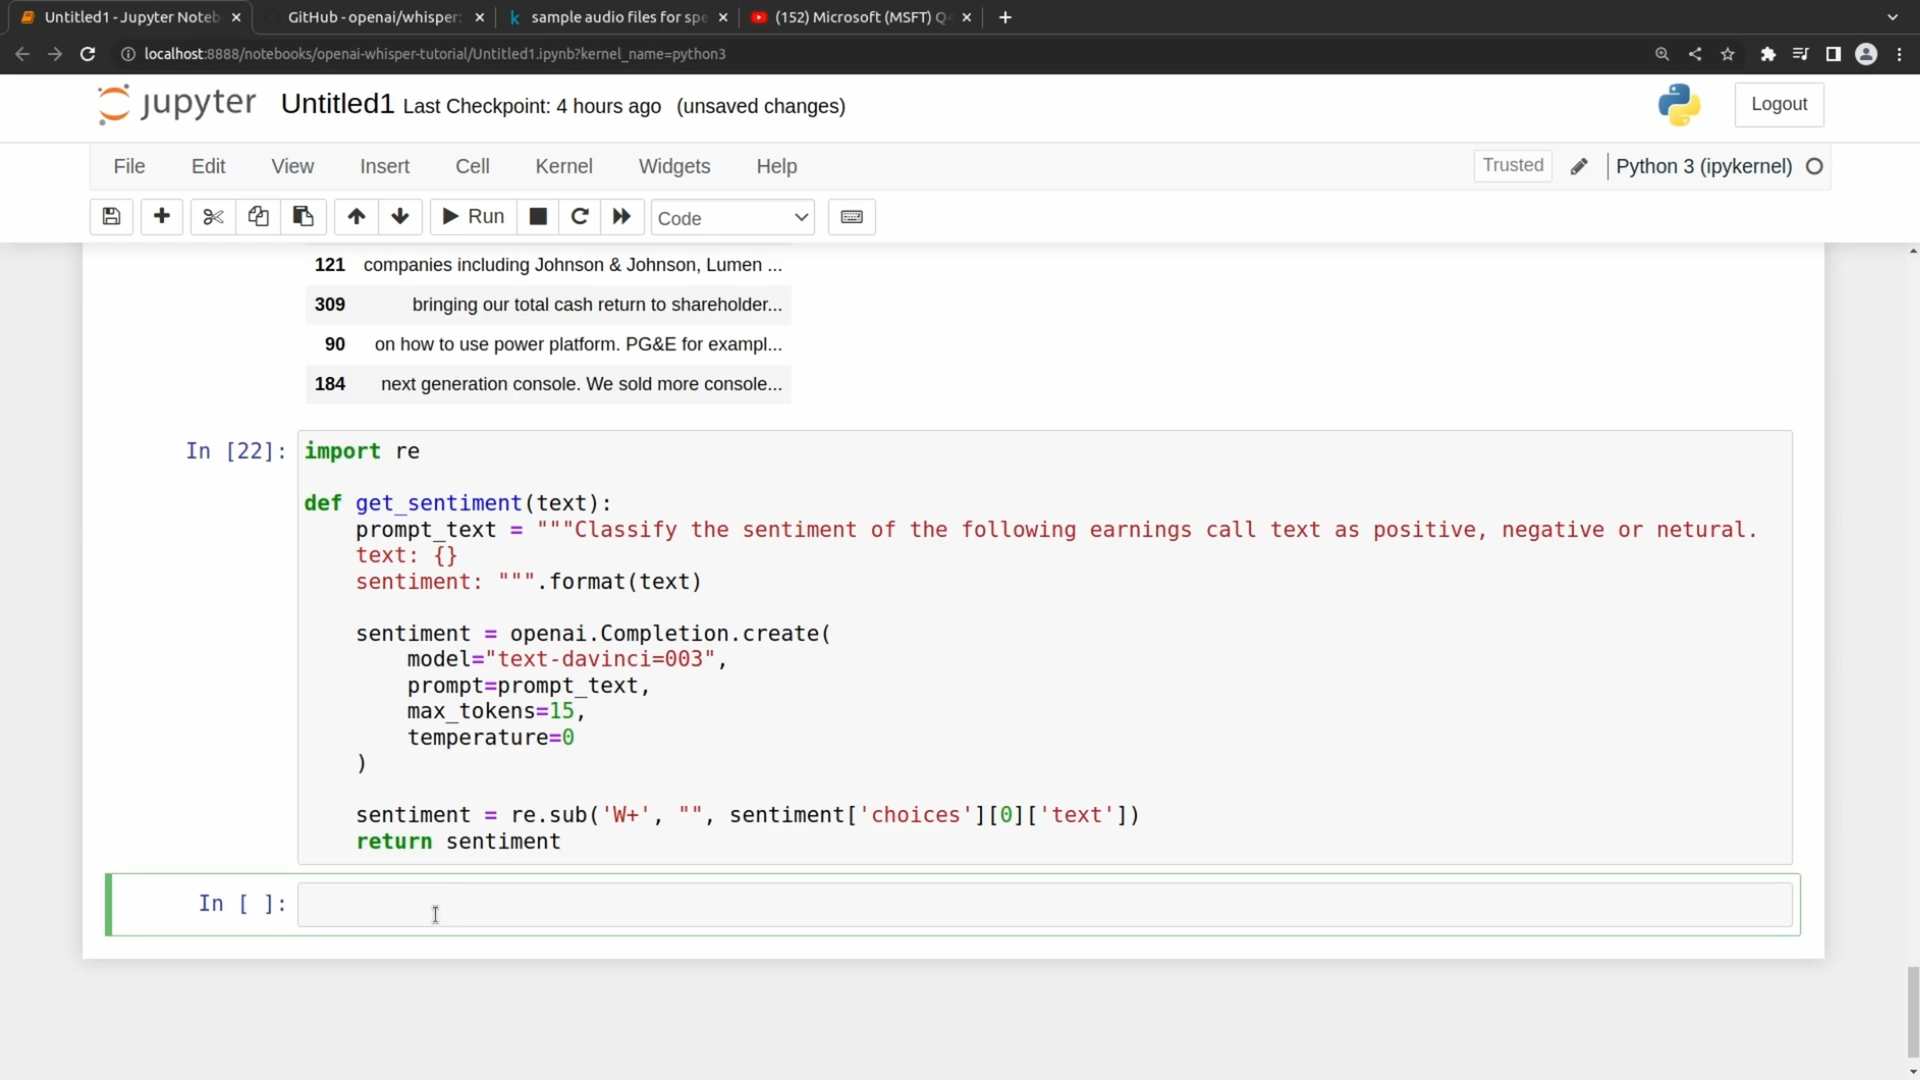 Untitled1 - Jupyter Noteb
GitHub - openai/whisper:
sample audio files for spe
(152) Microsoft (MSFT) Q
localhost:8888/notebooks/openai-whisper-tutorial/Untitled1.ipynb?kernel_name=python3
jupyter Untitled1 Last Checkpoint: 4 hours ago (unsaved changes)
Logout
File Edit View Insert Cell Kernel Widgets Help
Trusted
Python 3 (ipykernel)
Run
Code
121 companies including Johnson & Johnson, Lumen ...
309 bringing our total cash return to shareholder...
90 on how to use power platform. PG&E for exampl...
184 next generation console. We sold more console...
In [22]:
import re
def get_sentiment(text):
prompt_text = """Classify the sentiment of the following earnings call text as positive, negative or netural.
text: {}
sentiment: """.format(text)
sentiment = openai.Completion.create(
model="text-davinci=003",
prompt=prompt_text,
max_tokens=15,
temperature=0
)
sentiment = re.sub('W+', "", sentiment['choices'][0]['text'])
return sentiment
In [ ]: